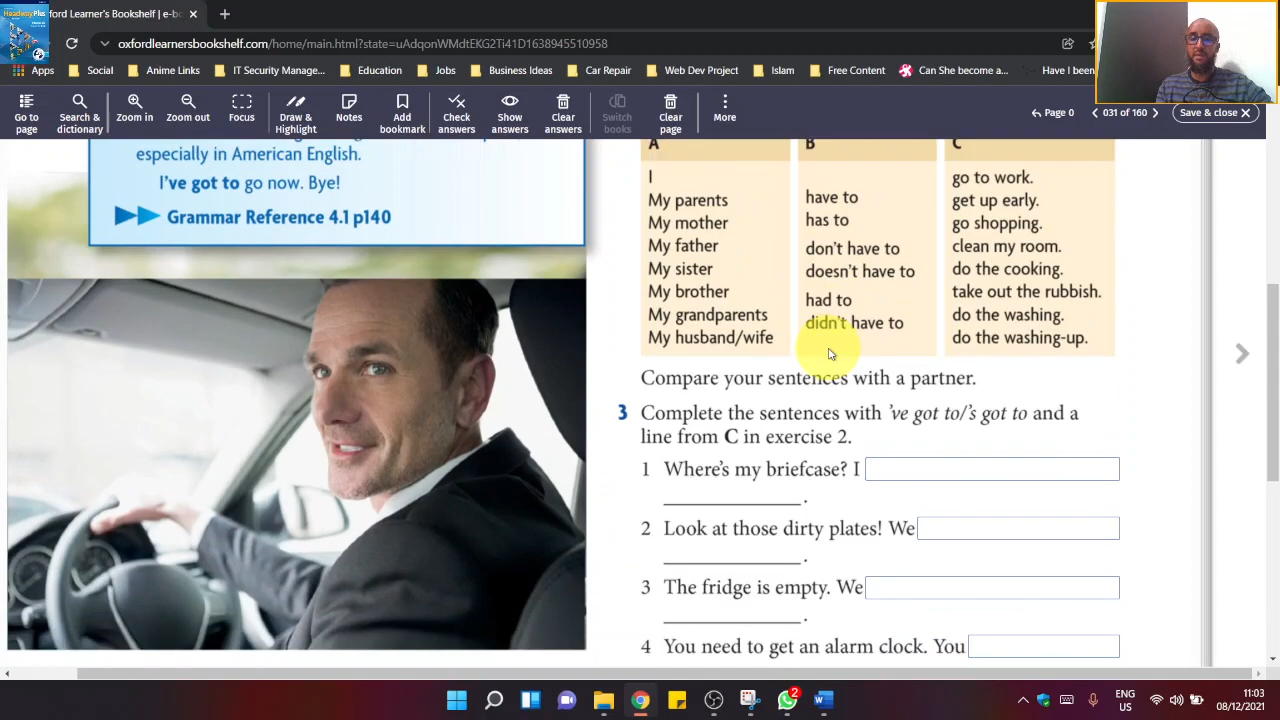 HeadwayPlus
ford Learner's Bookshelf | e-bo
oxfordlearnersbookshelf.com/home/main.html?state=uAdqonWMdtEKG2Ti41D1638945510958
Apps Social Anime Links IT Security Manage... Education Jobs Business Ideas Car Repair Web Dev Project Islam Free Content Can She become a... Have I been
Go to page
Search & dictionary
Zoom in
Zoom out
Focus
Draw & Highlight
Notes
Add bookmark
Check answers
Show answers
Clear answers
Switch books
Clear page
More
Page 0
031 of 160
Save & close
especially in American English.
I've got to go now. Bye!
Grammar Reference 4.1 p140
A B C
I
My parents
My mother
My father
My sister
My brother
My grandparents
My husband/wife
have to
has to
don't have to
doesn't have to
had to
didn't have to
go to work.
get up early.
go shopping.
clean my room.
do the cooking.
take out the rubbish.
do the washing.
do the washing-up.
Compare your sentences with a partner.
3 Complete the sentences with 've got to/'s got to and a
line from C in exercise 2.
1 Where's my briefcase? I
.
2 Look at those dirty plates! We
.
3 The fridge is empty. We
.
4 You need to get an alarm clock. You
2
ENG
US
11:03
08/12/2021